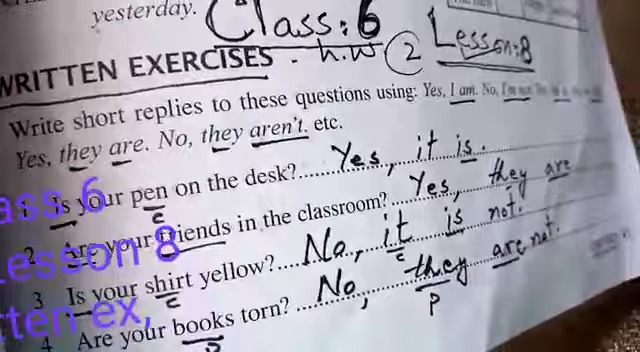 yesterday.
Class: 6
h.w 2 Lesson:8
WRITTEN EXERCISES
Write short replies to these questions using: Yes, I am. No,
Yes, they are. No, they aren't. etc.
1 Is your pen on the desk?...... Yes, it is.
c
2 Are your friends in the classroom? Yes, they are
3 Is your shirt yellow?.... No, it is not.
c c
4 Are your books torn? .... No, they are not.
p p
ass 6
Lesson 8
ten ex,